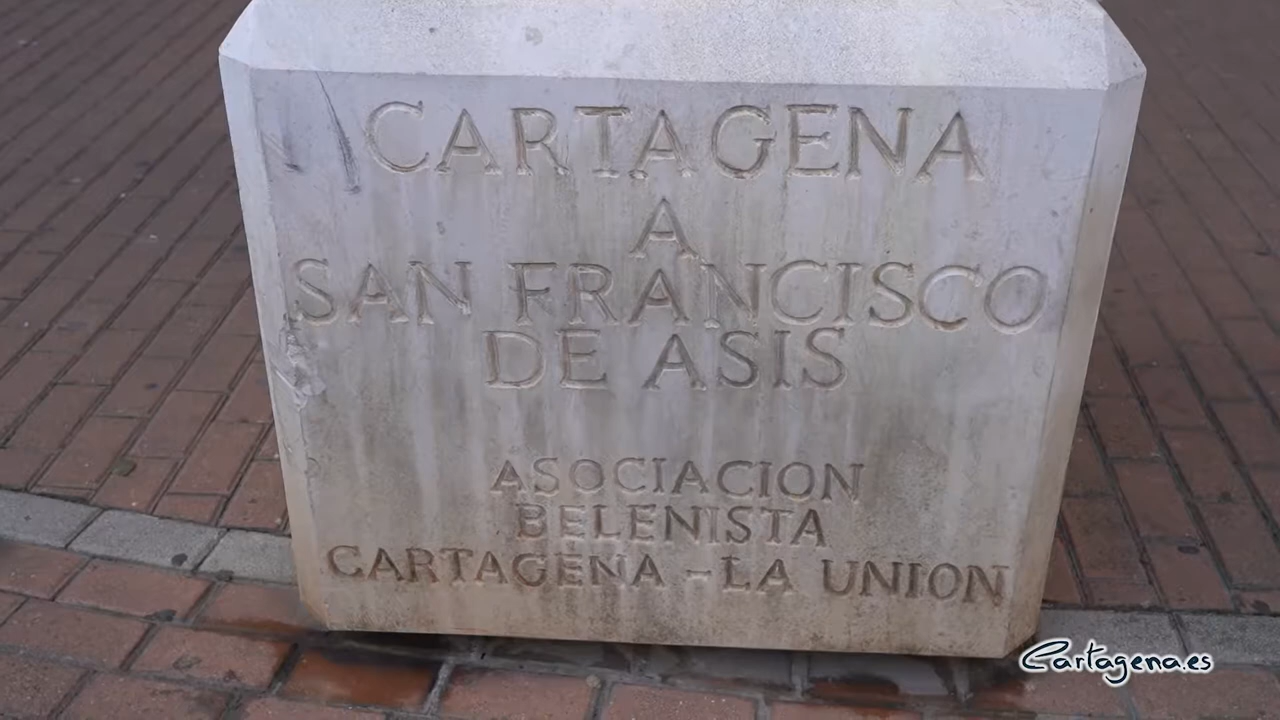 CARTAGENA
A
SAN FRANCISCO
DE ASIS
ASOCIACION
BELENISTA
CARTAGENA - LA UNION
Cartagena.es